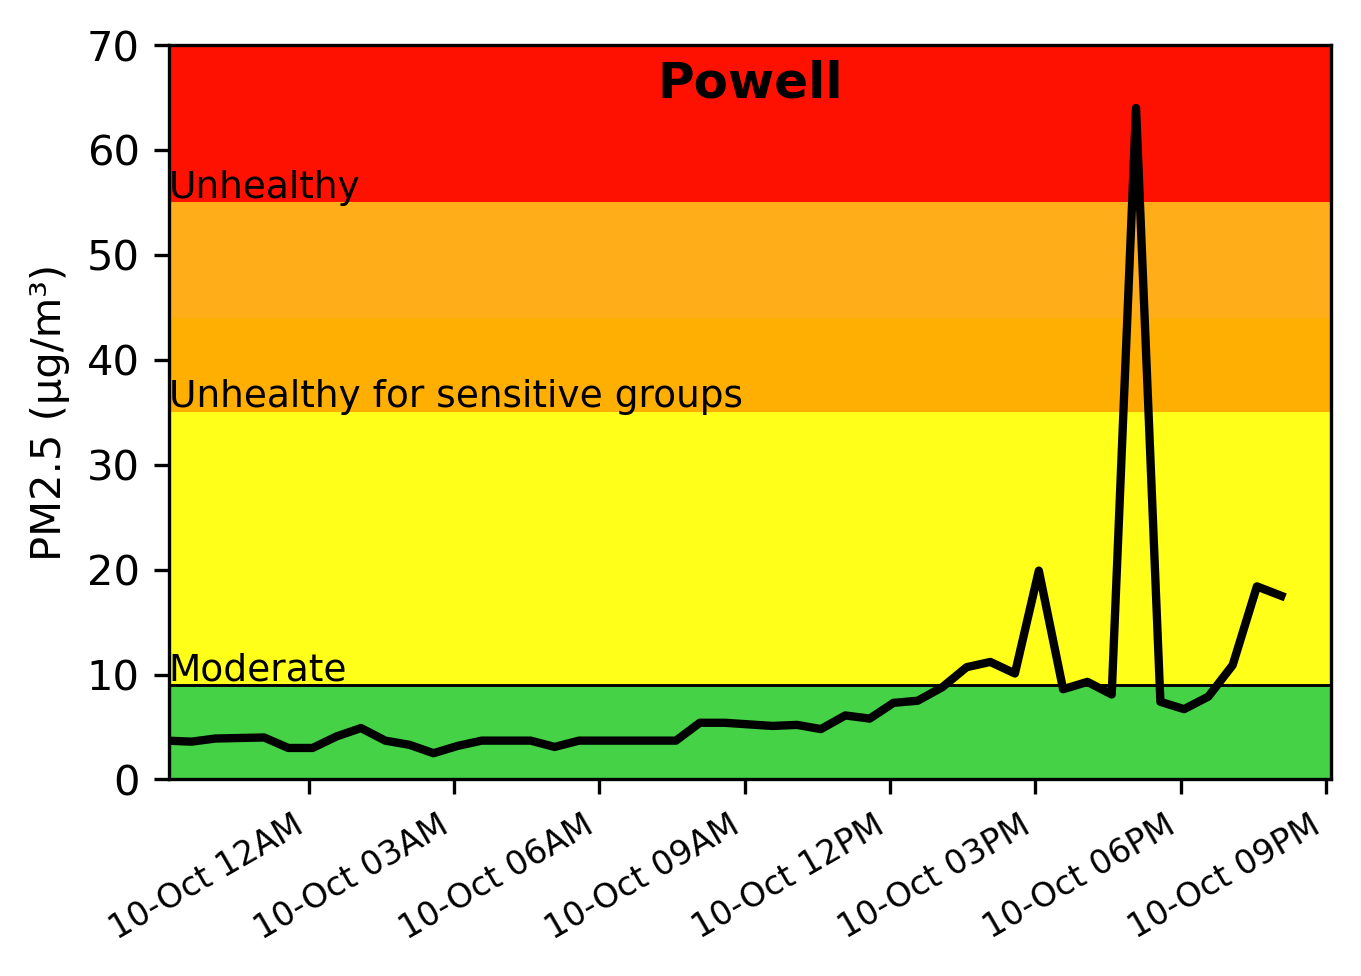 Powell
PM2.5 (µg/m³)
70
60
Unhealthy
50
40
Unhealthy for sensitive groups
30
20
Moderate
10
0
10-Oct 12AM
10-Oct 03AM
10-Oct 06AM
10-Oct 09AM
10-Oct 12PM
10-Oct 03PM
10-Oct 06PM
10-Oct 09PM